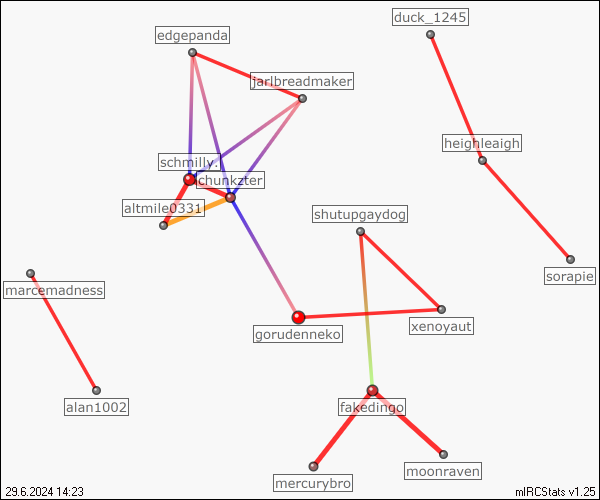 duck_1245
edgepanda
jarlbreadmaker
heighleaigh
schmilly.
chunkzter
altmile0331
shutupgaydog
sorapie
marcemadness
xenoyaut
gorudenneko
alan1002
fakedingo
moonraven
mercurybro
29.6.2024 14:23
mIRCStats v1.25